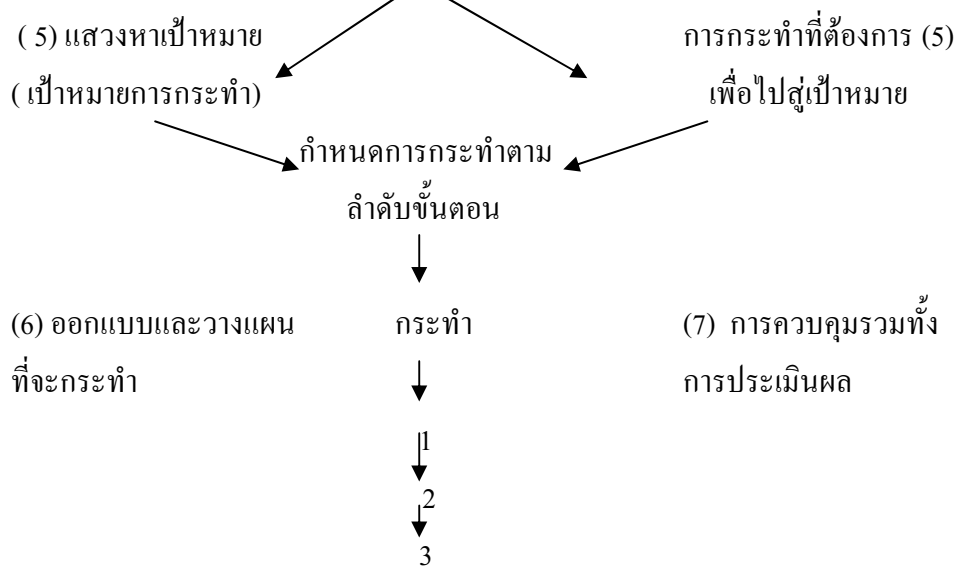 ( 5) แสวงหาเป้าหมาย
( เป้าหมายการกระทำ)
การกระทำที่ต้องการ (5)
เพื่อไปสู่เป้าหมาย
กำหนดการกระทำตาม
ลำดับขั้นตอน
(6) ออกแบบและวางแผน
ที่จะกระทำ
กระทำ
(7) การควบคุมรวมทั้ง
การประเมินผล
1
2
3